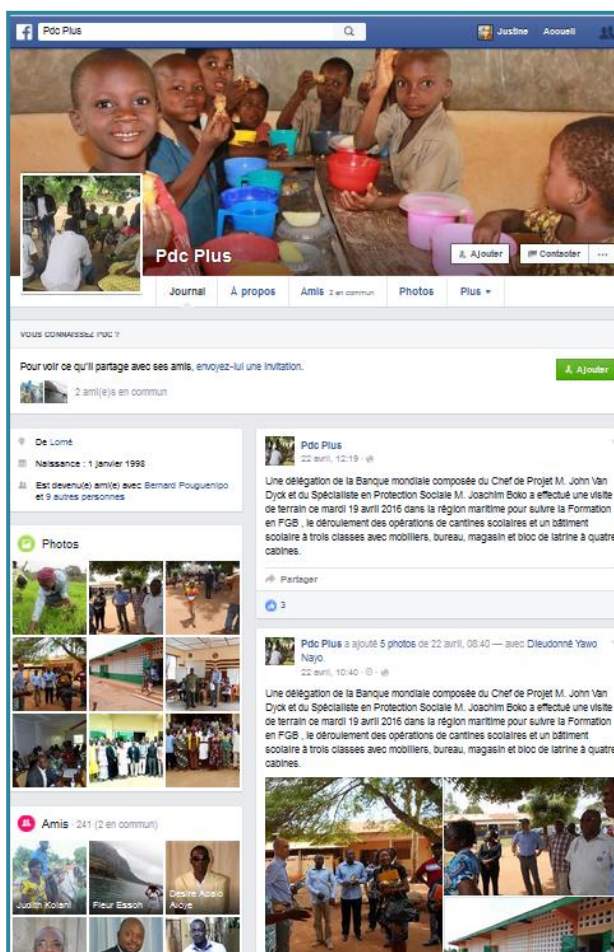 Pdc Plus
Justine Accueil
Pdc Plus
Ajouter
Contacter
Journal
À propos
Amis 2 en commun
Photos
Plus
VOUS CONNAISSEZ PDC ?
Pour voir ce qu'il partage avec ses amis, envoyez-lui une invitation.
Ajouter
2 ami(e)s en commun
De Lomé
Naissance : 1 janvier 1998
Est devenu(e) ami(e) avec Bernard Pouguenipo
et 9 autres personnes
Photos
Amis · 241 (2 en commun)
Judith Kolani
Fleur Essoh
Désiré Abalo
Aloye
Pdc Plus
22 avril, 12:19 ·
Une délégation de la Banque mondiale composée du Chef de Projet M. John Van
Dyck et du Spécialiste en Protection Sociale M. Joachim Boko a effectué une visite
de terrain ce mardi 19 avril 2016 dans la région maritime pour suivre la Formation
en FGB , le déroulement des opérations de cantines scolaires et un bâtiment
scolaire à trois classes avec mobiliers, bureau, magasin et bloc de latrine à quatre
cabines.
Partager
3
Pdc Plus a ajouté 5 photos de 22 avril, 08:40 — avec Dieudonné Yawo
Nayo.
22 avril, 10:40 ·
Une délégation de la Banque mondiale composée du Chef de Projet M. John Van
Dyck et du Spécialiste en Protection Sociale M. Joachim Boko a effectué une visite
de terrain ce mardi 19 avril 2016 dans la région maritime pour suivre la Formation
en FGB , le déroulement des opérations de cantines scolaires et un bâtiment
scolaire à trois classes avec mobiliers, bureau, magasin et bloc de latrine à quatre
cabines.